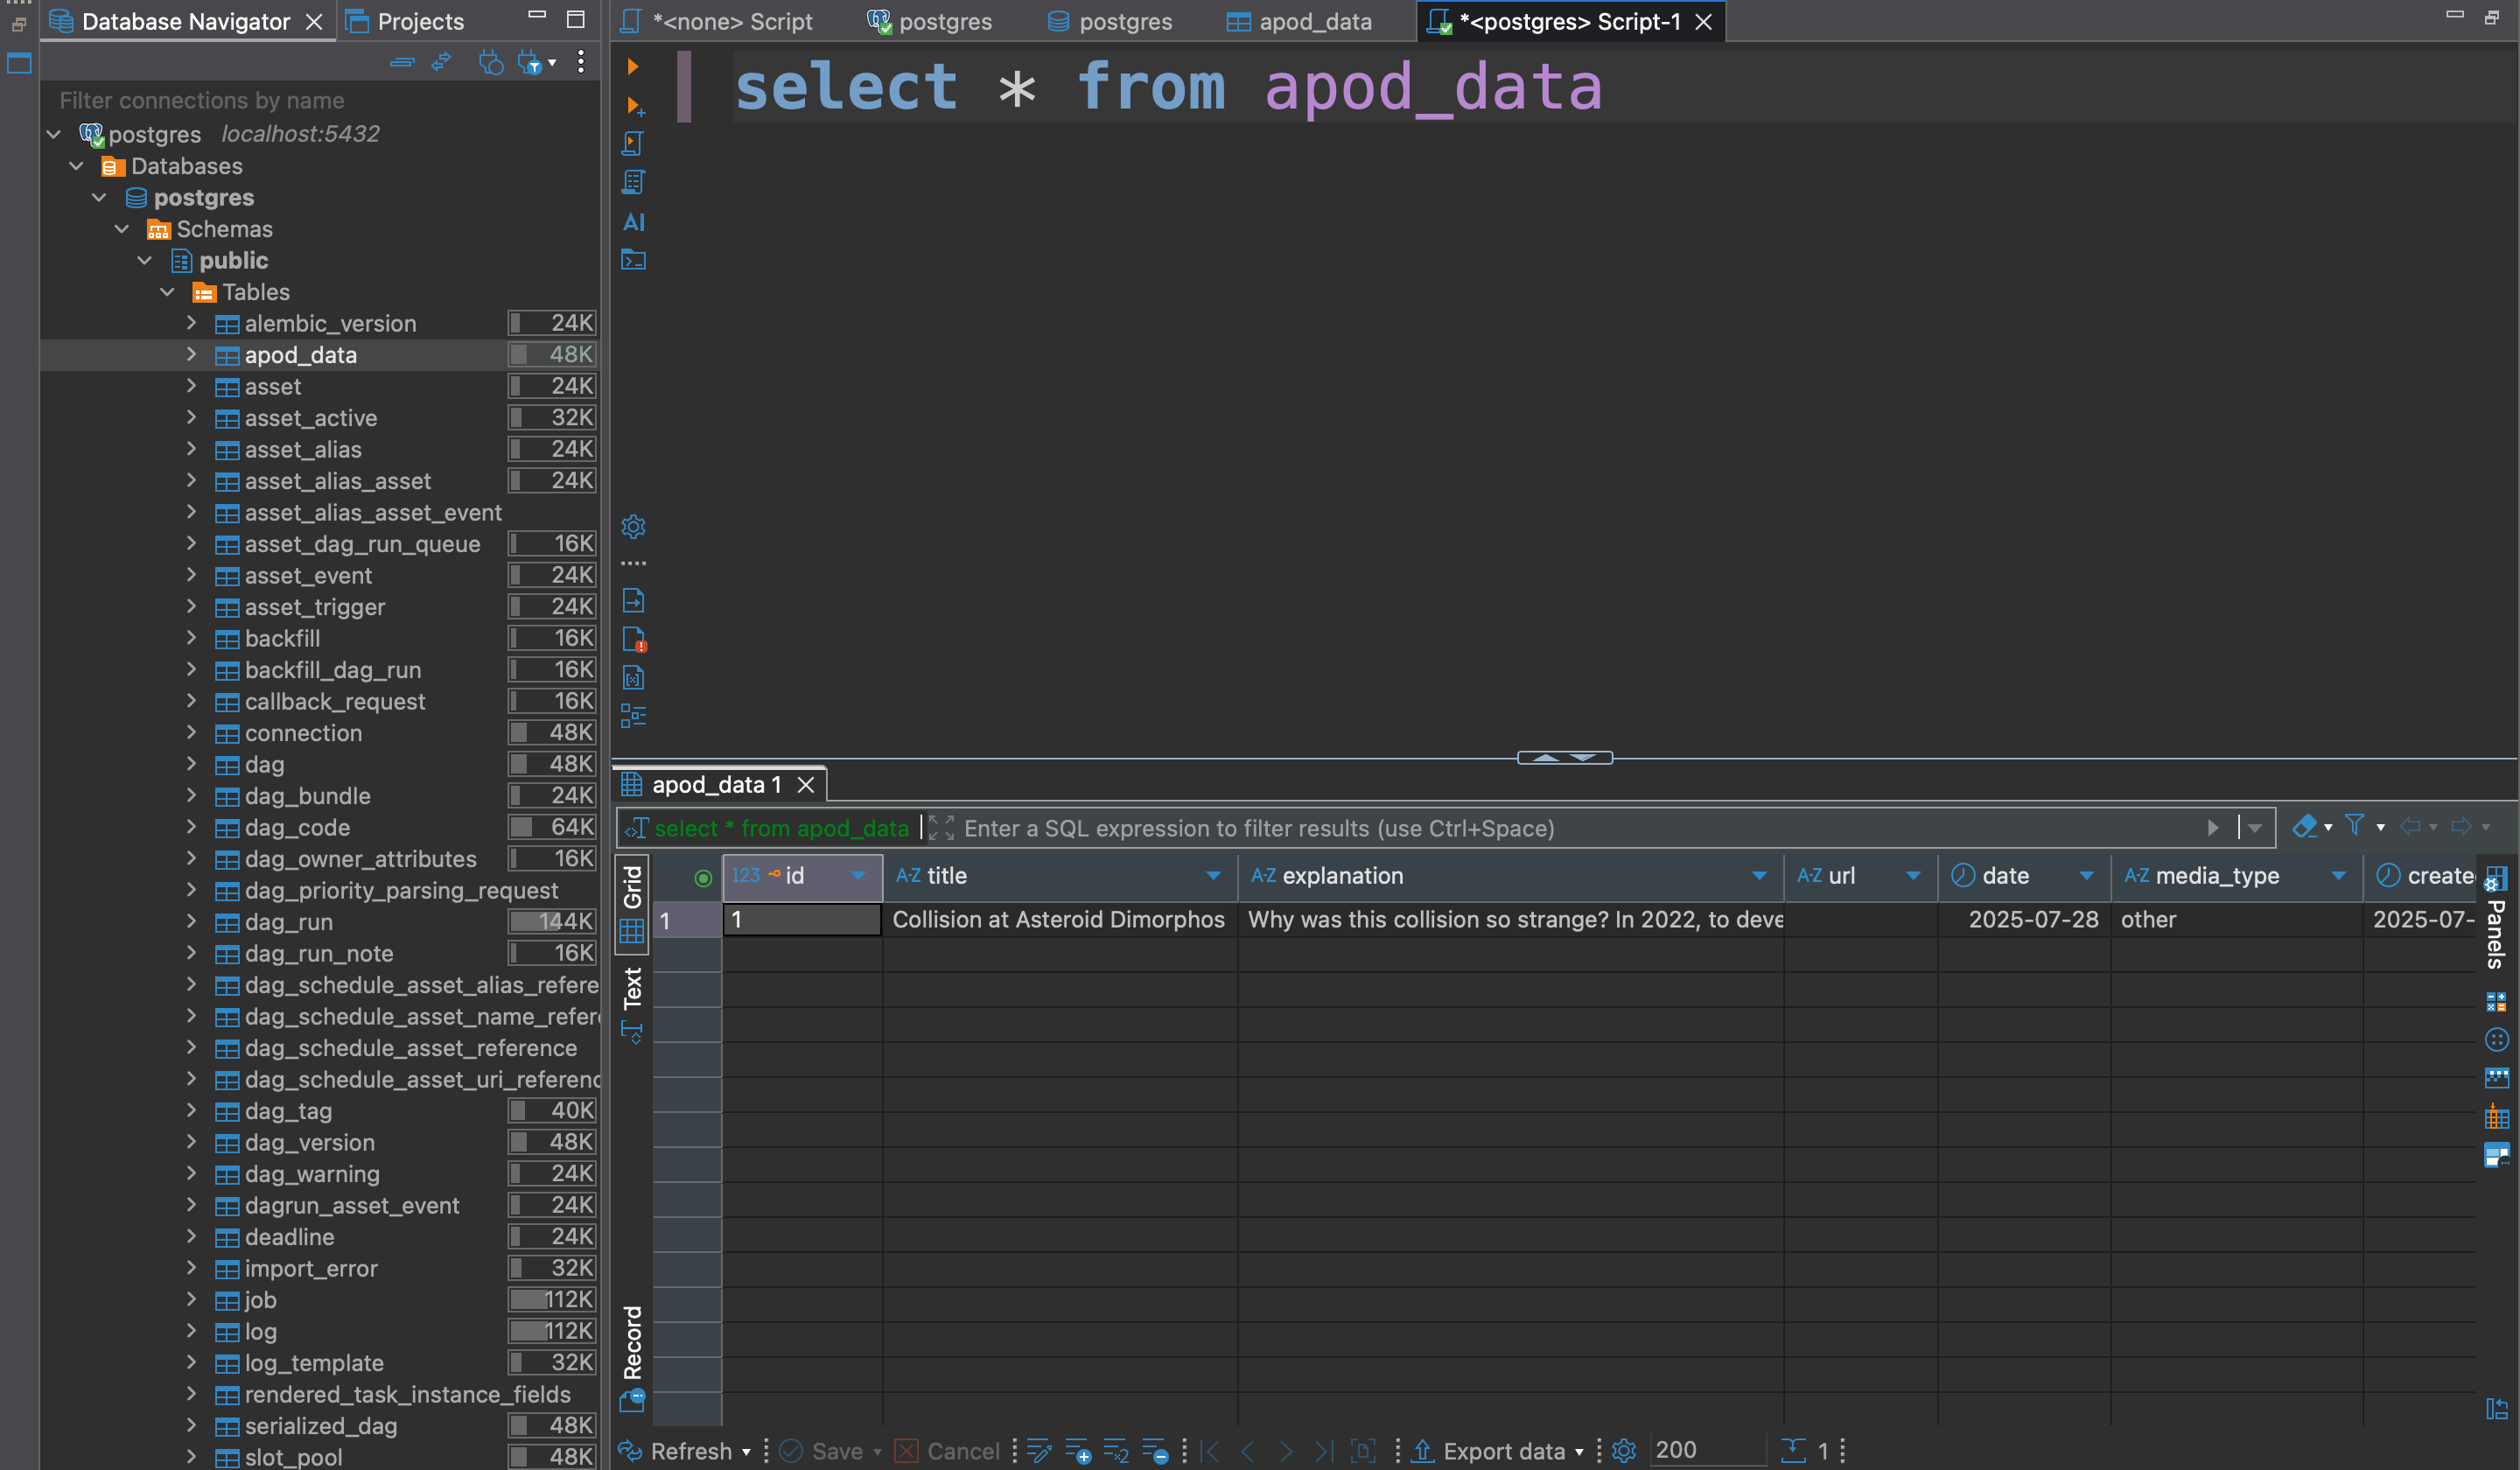 Database Navigator
Projects
Filter connections by name
postgres localhost:5432
Databases
postgres
Schemas
public
Tables
alembic_version 24K
apod_data 48K
asset 24K
asset_active 32K
asset_alias 24K
asset_alias_asset 24K
asset_alias_asset_event
asset_dag_run_queue 16K
asset_event 24K
asset_trigger 24K
backfill 16K
backfill_dag_run 16K
callback_request 16K
connection 48K
dag 48K
dag_bundle 24K
dag_code 64K
dag_owner_attributes 16K
dag_priority_parsing_request
dag_run 144K
dag_run_note 16K
dag_schedule_asset_alias_refere
dag_schedule_asset_name_refer
dag_schedule_asset_reference
dag_schedule_asset_uri_referenc
dag_tag 40K
dag_version 48K
dag_warning 24K
dagrun_asset_event 24K
deadline 24K
import_error 32K
job 112K
log 112K
log_template 32K
rendered_task_instance_fields
serialized_dag 48K
slot_pool 48K
*<none> Script
postgres
postgres
apod_data
*<postgres> Script-1
select * from apod_data
AI
apod_data 1
select * from apod_data
Enter a SQL expression to filter results (use Ctrl+Space)
Grid
Text
Record
123 id A-Z title A-Z explanation A-Z url date A-Z media_type create
1 1 Collision at Asteroid Dimorphos Why was this collision so strange? In 2022, to deve 2025-07-28 other 2025-07-
Panels
Refresh Save Cancel Export data 200 1